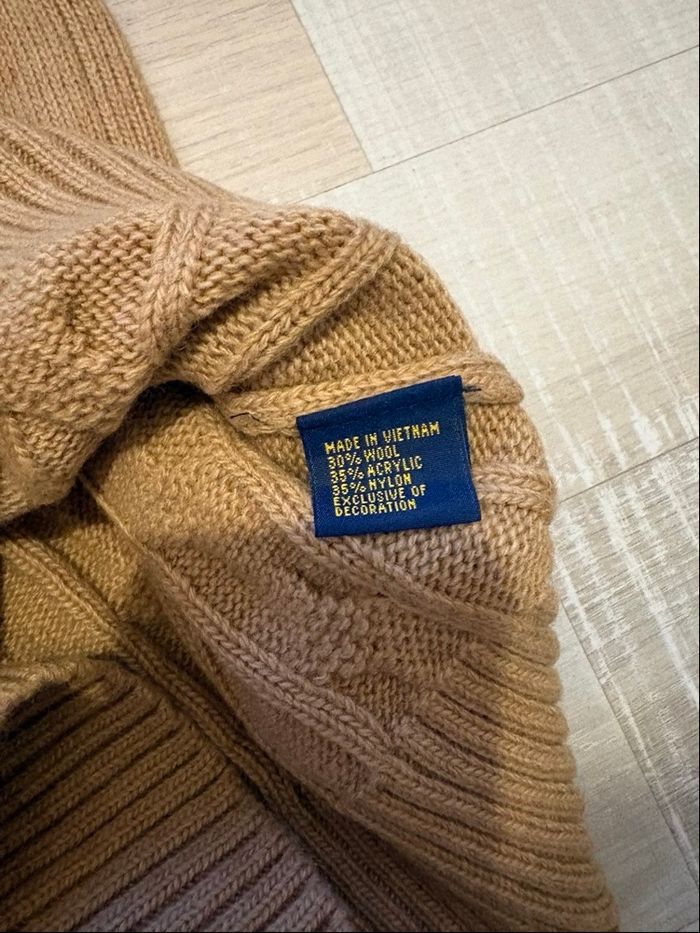 MADE IN VIETNAM
30% WOOL
35% ACRYLIC
35% NYLON
EXCLUSIVE OF
DECORATION